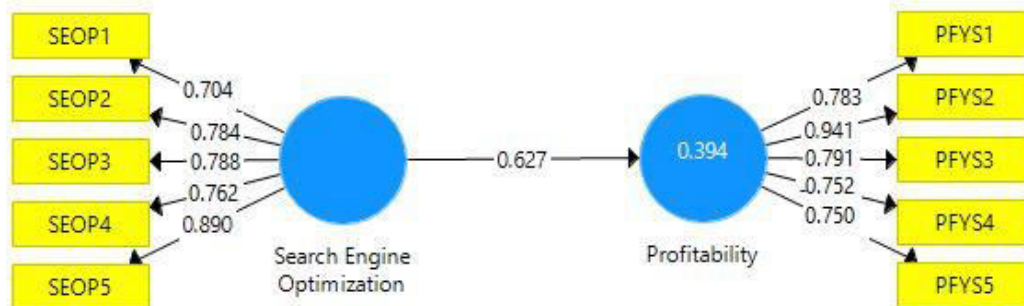 SEOP1
SEOP2
SEOP3
SEOP4
SEOP5
0.704
0.784
0.788
0.762
0.890
Search Engine
Optimization
0.627
0.394
Profitability
0.783
0.941
0.791
0.752
0.750
PFYS1
PFYS2
PFYS3
PFYS4
PFYS5